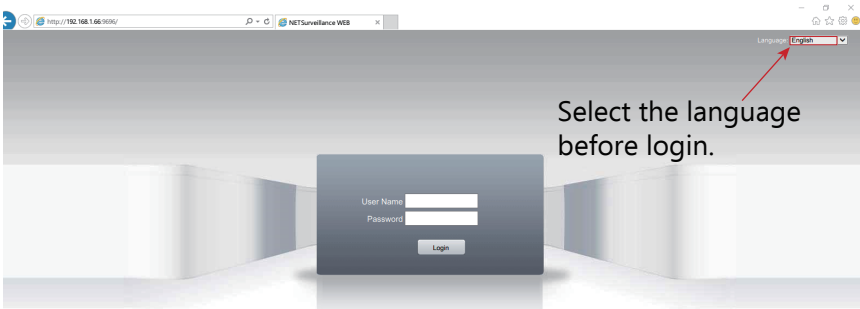 http://192.168.1.66:9696/
NETSurveillance WEB
Language: English
Select the language
before login.
User Name
Password
Login